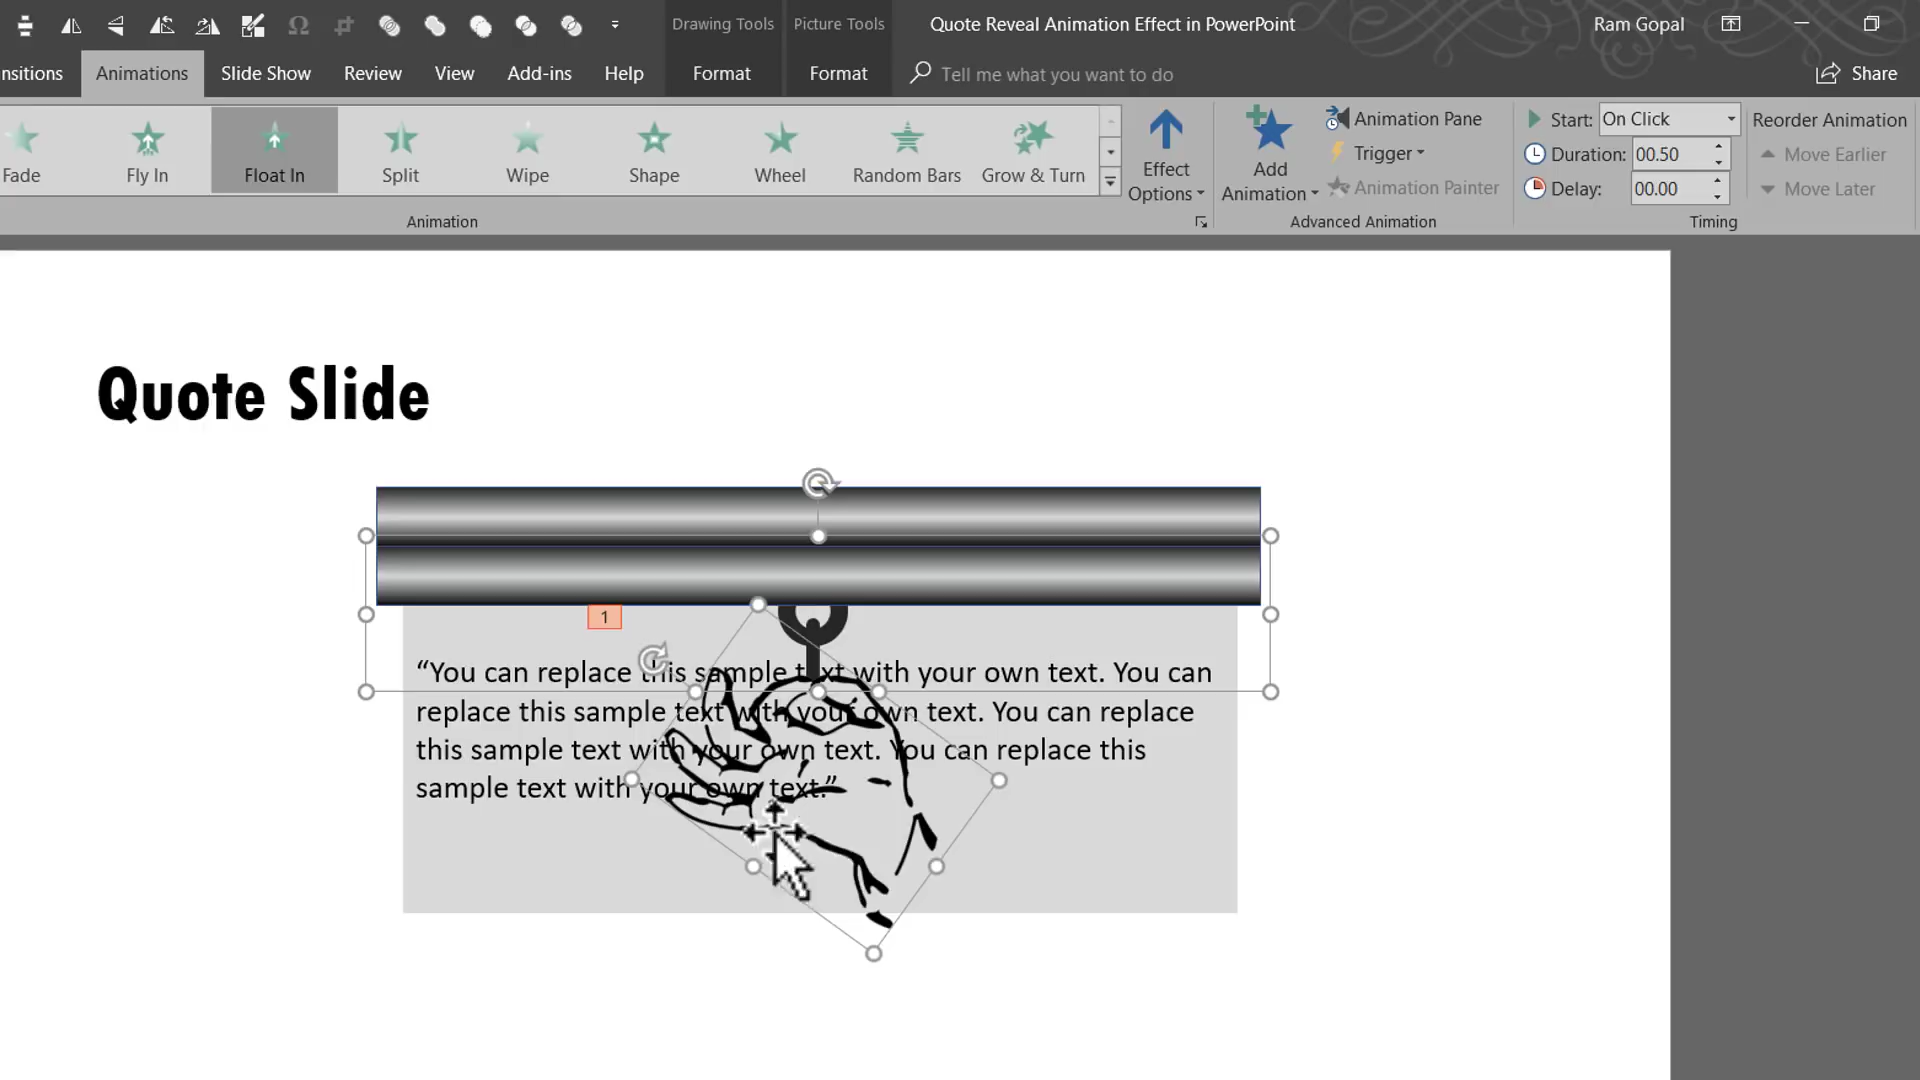 Drawing Tools
Picture Tools
Quote Reveal Animation Effect in PowerPoint
Ram Gopal
nsitions
Animations
Slide Show
Review
View
Add-ins
Help
Format
Format
Tell me what you want to do
Share
Fade
Fly In
Float In
Split
Wipe
Shape
Wheel
Random Bars
Grow & Turn
Effect
Options
Add
Animation
Animation Pane
Trigger
Animation Painter
Start: On Click
Duration: 00.50
Delay: 00.00
Reorder Animation
Move Earlier
Move Later
Animation
Advanced Animation
Timing
Quote Slide
1
“You can replace this sample text with your own text. You can
replace this sample text with your own text. You can replace
this sample text with your own text. You can replace this
sample text with your own text.”